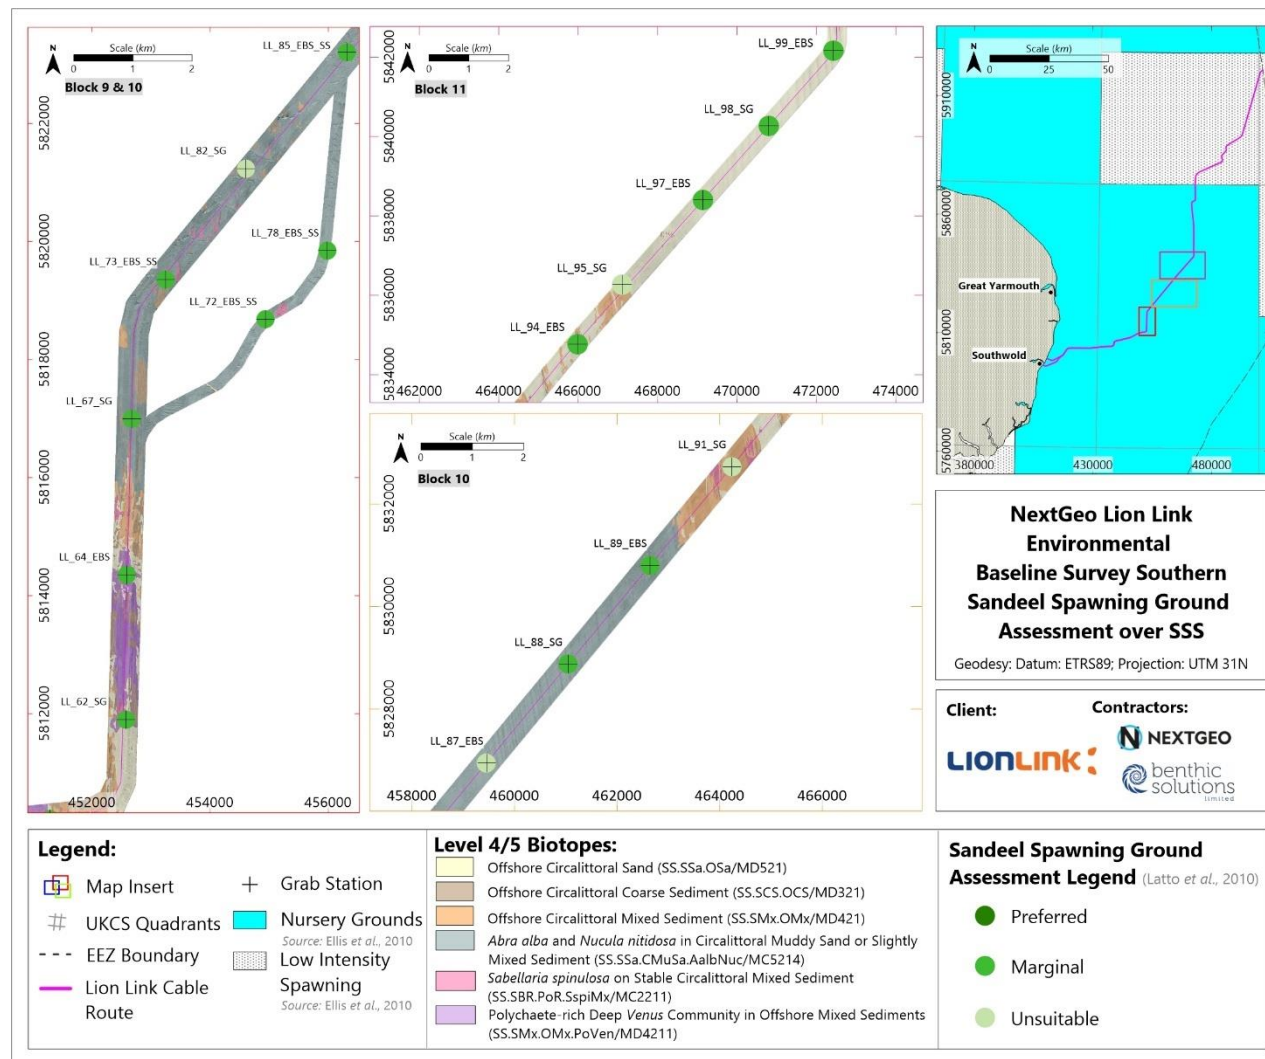 N
Scale (km)
0 1 2
Block 9 & 10
LL_85_EBS_SS
LL_82_SG
LL_78_EBS_SS
LL_73_EBS_SS
LL_72_EBS_SS
LL_67_SG
LL_64_EBS
LL_62_SG
5822000
5820000
5818000
5816000
5814000
5812000
452000 454000 456000
N
Scale (km)
0 1 2
Block 11
LL_99_EBS
LL_98_SG
LL_97_EBS
LL_95_SG
LL_94_EBS
5842000
5840000
5838000
5836000
5834000
462000 464000 466000 468000 470000 472000 474000
N
Scale (km)
0 1 2
Block 10
LL_91_SG
LL_89_EBS
LL_88_SG
LL_87_EBS
5832000
5830000
5828000
458000 460000 462000 464000 466000
N
Scale (km)
0 25 50
5910000
5860000
5810000
5760000
Great Yarmouth
Southwold
380000 430000 480000
NextGeo Lion Link
Environmental
Baseline Survey Southern
Sandeel Spawning Ground
Assessment over SSS
Geodesy: Datum: ETRS89; Projection: UTM 31N
Client:
LIONLINK
Contractors:
NEXTGEO
benthic
solutions
limited
Legend:
Map Insert
UKCS Quadrants
EEZ Boundary
Lion Link Cable
Route
Grab Station
Nursery Grounds
Source: Ellis et al., 2010
Low Intensity
Spawning
Source: Ellis et al., 2010
Level 4/5 Biotopes:
Offshore Circalittoral Sand (SS.SSa.OSa/MD521)
Offshore Circalittoral Coarse Sediment (SS.SCS.OCS/MD321)
Offshore Circalittoral Mixed Sediment (SS.SMx.OMx/MD421)
Abra alba and Nucula nitidosa in Circalittoral Muddy Sand or Slightly
Mixed Sediment (SS.SSa.CMuSa.AalbNuc/MC5214)
Sabellaria spinulosa on Stable Circalittoral Mixed Sediment
(SS.SBR.PoR.SspiMx/MC2211)
Polychaete-rich Deep Venus Community in Offshore Mixed Sediments
(SS.SMx.OMx.PoVen/MD4211)
Sandeel Spawning Ground
Assessment Legend (Latto et al., 2010)
Preferred
Marginal
Unsuitable